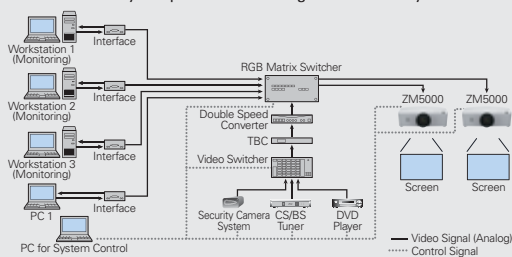 Workstation 1
(Monitoring)
Interface
RGB Matrix Switcher
Workstation 2
(Monitoring)
Interface
ZM5000
ZM5000
Double Speed
Converter
TBC
Workstation 3
(Monitoring)
Interface
Video Switcher
Screen
Screen
PC 1
Interface
Security Camera
System
CS/BS
Tuner
DVD
Player
PC for System Control
Video Signal (Analog)
Control Signal